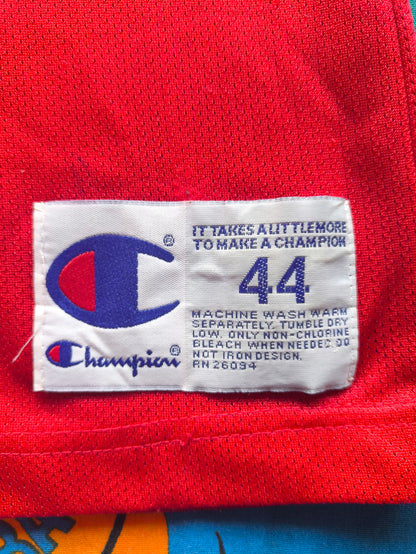 IT TAKES A LITTLE MORE
TO MAKE A CHAMPION
44
MACHINE WASH WARM
SEPARATELY, TUMBLE DRY
LOW. ONLY NON-CHLORINE
BLEACH WHEN NEEDED. DO
NOT IRON DESIGN.
RN 26094
®
Champion®